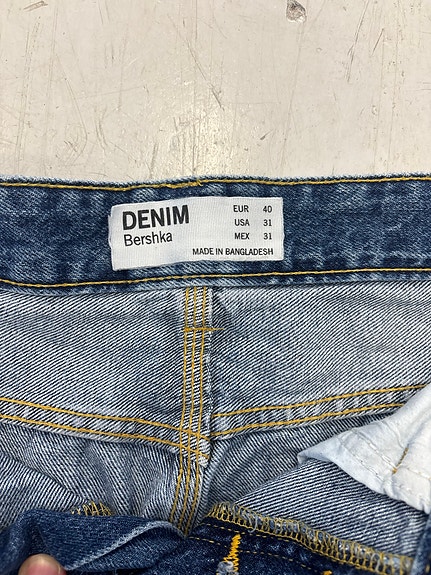 DENIM
Bershka
EUR 40
USA 31
MEX 31
MADE IN BANGLADESH